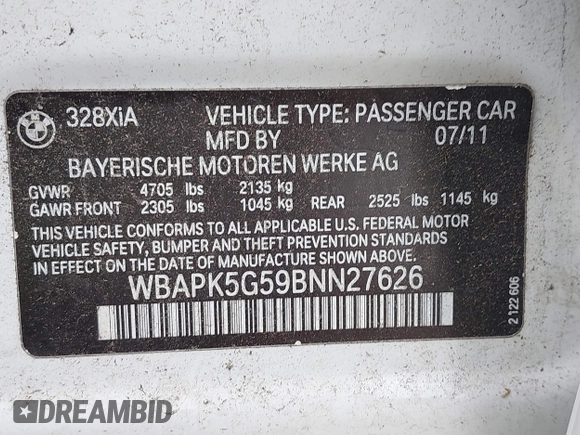 BMW
328XiA VEHICLE TYPE: PASSENGER CAR
MFD BY 07/11
BAYERISCHE MOTOREN WERKE AG
GVWR 4705 lbs 2135 kg
GAWR FRONT 2305 lbs 1045 kg REAR 2525 lbs 1145 kg
THIS VEHICLE CONFORMS TO ALL APPLICABLE U.S. FEDERAL MOTOR
VEHICLE SAFETY, BUMPER AND THEFT PREVENTION STANDARDS IN
EFFECT ON THE DATE OF MANUFACTURE SHOWN ABOVE.
WBAPK5G59BNN27626
2 122 606
DREAMBID